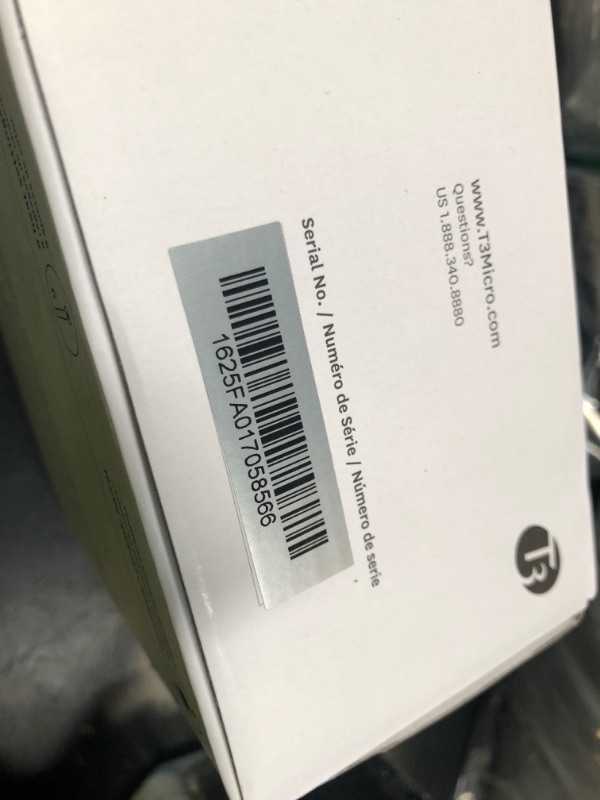 www.T3Micro.com
Questions?
US 1.888.340.8880
Serial No. / Numéro de Série / Número de serie
1625FA017058566
T3